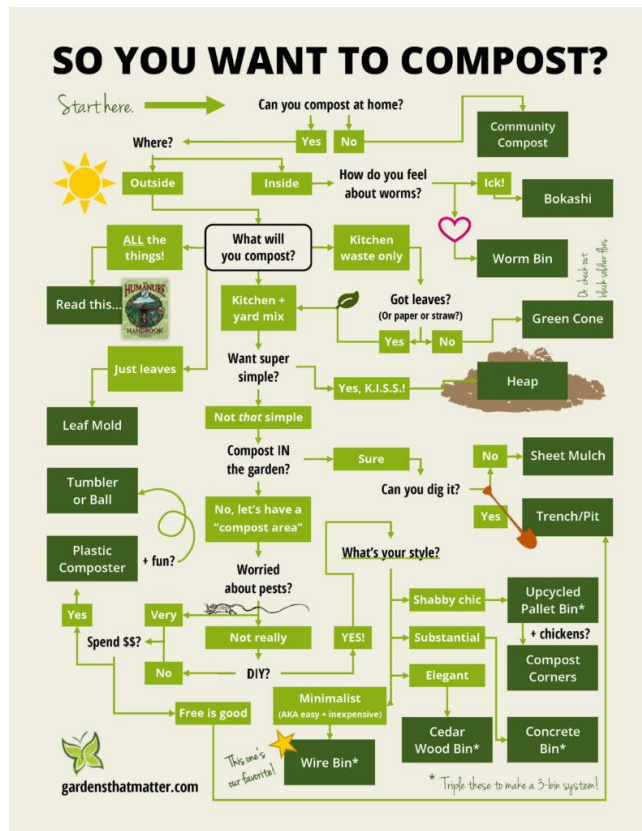 SO YOU WANT TO COMPOST?
Start here.
Can you compost at home?
Where?
Yes
No
Community
Compost
Outside
Inside
How do you feel
about worms?
Ick!
Bokashi
ALL the
things!
What will
you compost?
Kitchen
waste only
Worm Bin
Or check out
black soldier flies
Read this...
THE
HUMANURE
HANDBOOK
Kitchen +
yard mix
Got leaves?
(Or paper or straw?)
Green Cone
Yes
No
Just leaves
Want super
simple?
Yes, K.I.S.S.!
Heap
Leaf Mold
Not that simple
Compost IN
the garden?
Sure
No
Sheet Mulch
Can you dig it?
Tumbler
or Ball
Yes
Trench/Pit
No, let's have a
"compost area"
Plastic
Composter
+ fun?
What's your style?
Worried
about pests?
Shabby chic
Upcycled
Pallet Bin*
Yes
Very
+ chickens?
Spend $$?
Not really
YES!
Substantial
Compost
Corners
No
DIY?
Elegant
Free is good
Minimalist
(AKA easy + inexpensive)
Cedar
Wood Bin*
Concrete
Bin*
This one's
our favorite!
Wire Bin*
gardensthatmatter.com
* Triple these to make a 3-bin system!